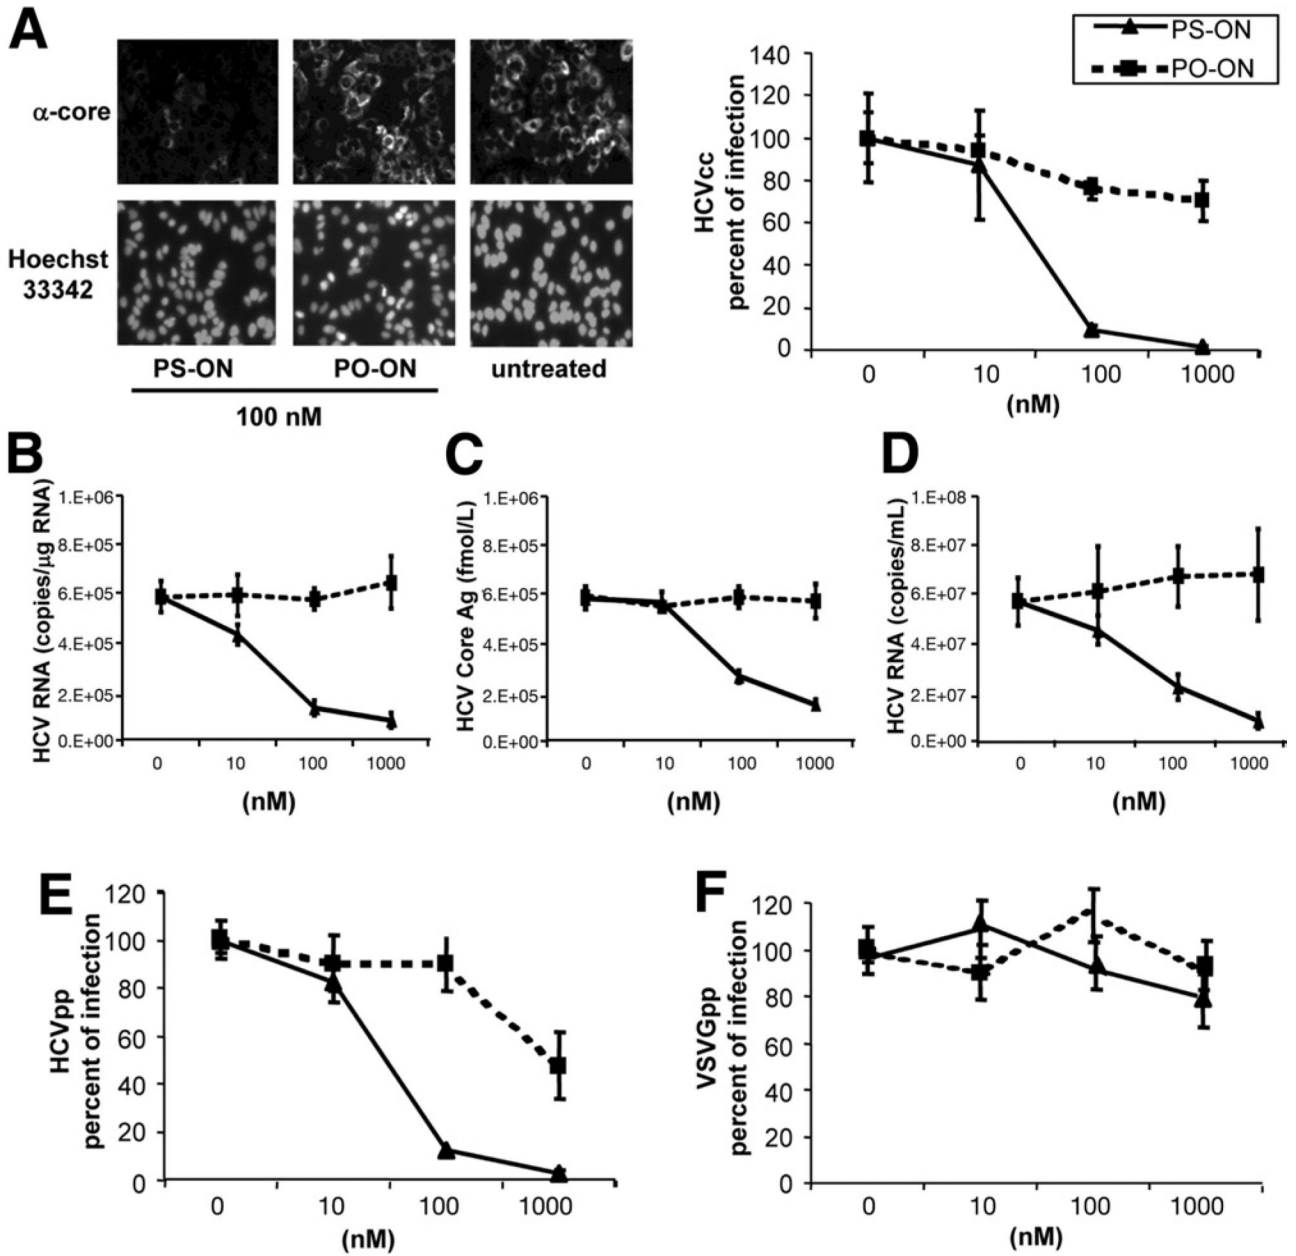 A
α-core
Hoechst
33342
PS-ON
PO-ON
untreated
100 nM
PS-ON
PO-ON
HCVcc
percent of infection
140
120
100
80
60
40
20
0
0 10 100 1000
(nM)
B
HCV RNA (copies/µg RNA)
1.E+06
8.E+05
6.E+05
4.E+05
2.E+05
0.E+00
0 10 100 1000
(nM)
C
HCV Core Ag (fmol/L)
1.E+06
8.E+05
6.E+05
4.E+05
2.E+05
0.E+00
0 10 100 1000
(nM)
D
HCV RNA (copies/mL)
1.E+08
8.E+07
6.E+07
4.E+07
2.E+07
0.E+00
0 10 100 1000
(nM)
E
HCVpp
percent of infection
120
100
80
60
40
20
0
0 10 100 1000
(nM)
F
VSVGpp
percent of infection
120
100
80
60
40
20
0
0 10 100 1000
(nM)